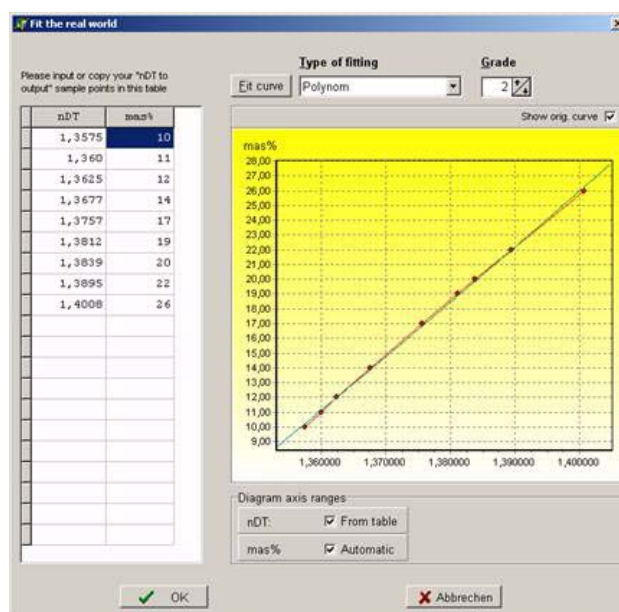 Fit the real world
Please input or copy your "nDT to
output" sample points in this table
Type of fitting
Grade
Fit curve
Polynom
2
Show orig. curve
nDT mas%
1,3575 10
1,360 11
1,3625 12
1,3677 14
1,3757 17
1,3812 19
1,3839 20
1,3895 22
1,4008 26
mas%
28,00
27,00
26,00
25,00
24,00
23,00
22,00
21,00
20,00
19,00
18,00
17,00
16,00
15,00
14,00
13,00
12,00
11,00
10,00
9,00
1,360000 1,370000 1,380000 1,390000 1,400000
Diagram axis ranges
nDT: From table
mas% Automatic
OK
Abbrechen